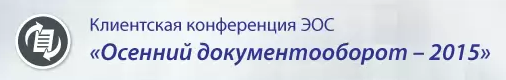 Клиентская конференция ЭОС
«Осенний документооборот – 2015»